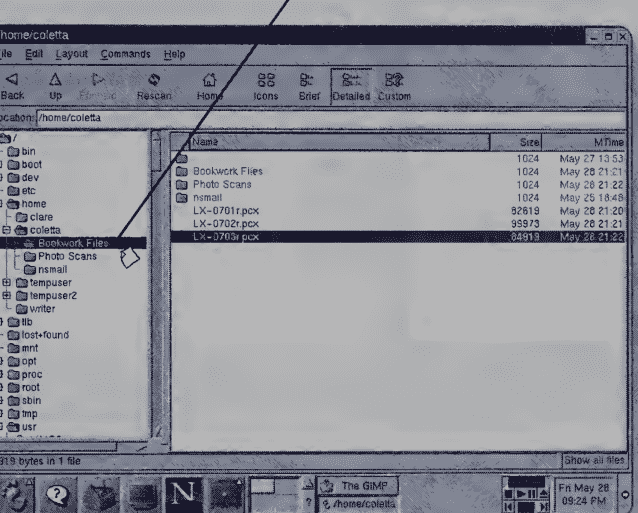 /home/coletta
File Edit Layout Commands Help
Back Up Forward Rescan Home Icons Brief Detailed Custom
Location: /home/coletta
/
bin
boot
dev
etc
home
clare
coletta
Bookwork Files
Photo Scans
nsmail
tempuser
tempuser2
writer
lib
lost+found
mnt
opt
proc
root
sbin
tmp
usr
Name Size MTime
1024 May 27 13:53
Bookwork Files 1024 May 28 21:21
Photo Scans 1024 May 28 21:22
nsmail 1024 May 25 18:48
LX-0701r.pcx 82619 May 28 21:20
LX-0702r.pcx 99973 May 28 21:21
LX-0703r.pcx 84919 May 28 21:22
919 bytes in 1 file
Show all files
N
The GIMP
/home/coletta
Fri May 28
09:24 PM